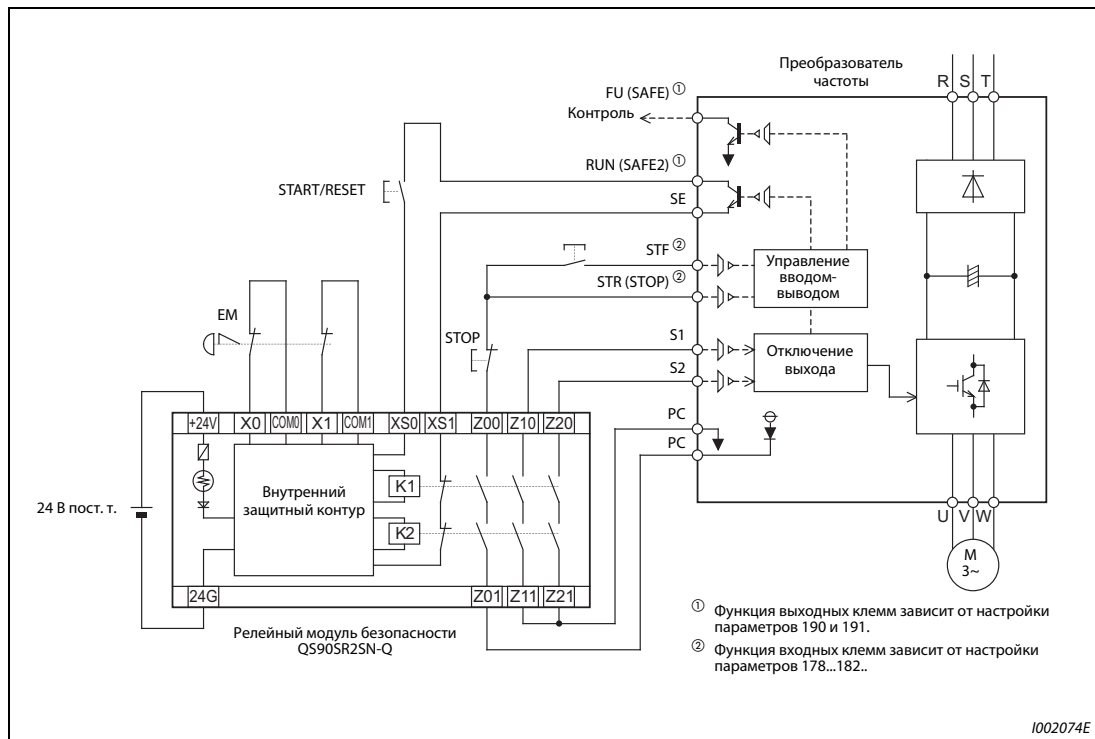 Преобразователь
частоты
R S T
FU (SAFE) ①
Контроль
RUN (SAFE2) ①
START/RESET
SE
STF ②
STR (STOP) ②
Управление
вводом-
выводом
EM
STOP
S1
S2
Отключение
выхода
PC
PC
+24V X0 COM0 X1 COM1 XS0 XS1 Z00 Z10 Z20
Внутренний
защитный контур
K1
K2
24 В пост. т.
24G Z01 Z11 Z21
U V W
M
3~
Релейный модуль безопасности
QS90SR2SN-Q
① Функция выходных клемм зависит от настройки
параметров 190 и 191.
② Функция входных клемм зависит от настройки
параметров 178...182..
I002074E